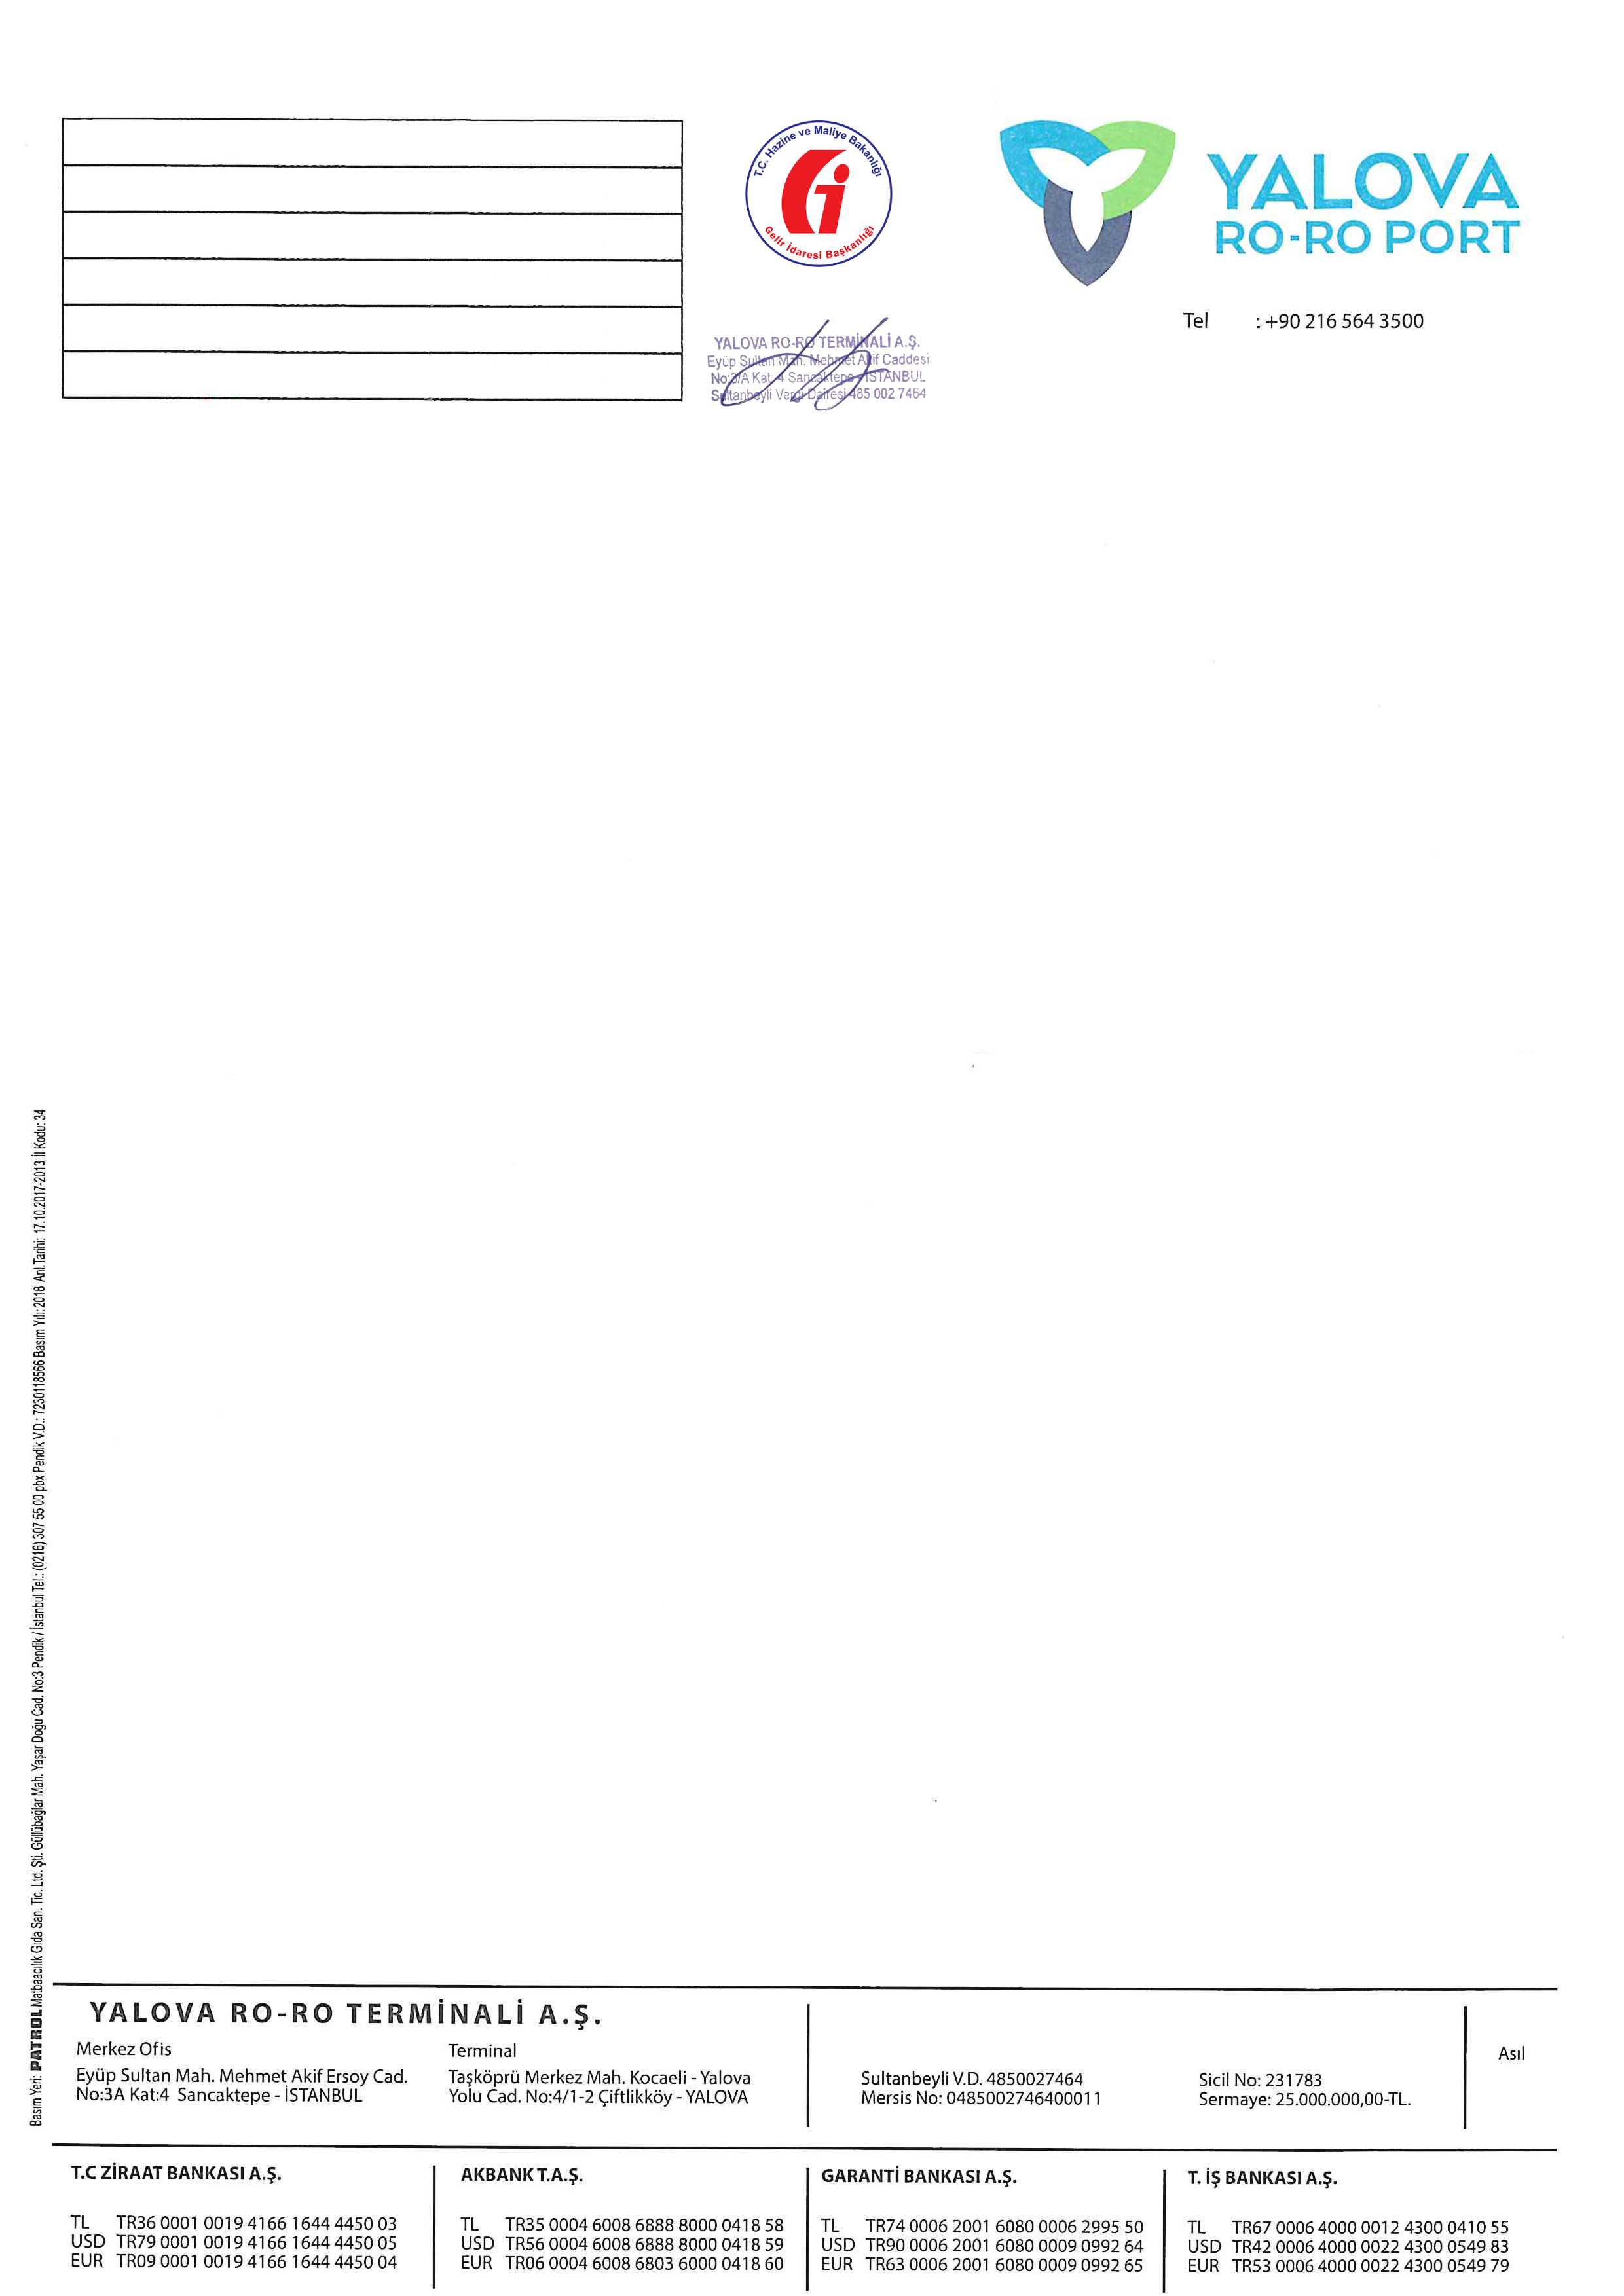 T.C. Hazine ve Maliye Bakanlığı
Gelir İdaresi Başkanlığı
YALOVA
RO-RO PORT
Tel : +90 216 564 3500
YALOVA RO-RO TERMİNALİ A.Ş.
Eyüp Sultan Mah. Mehmet Akif Caddesi
No:3/A Kat: 4 Sancaktepe - İSTANBUL
Sultanbeyli Vergi Dairesi 485 002 7464
Basım Yeri: PATROL Matbaacılık Gıda San. Tic. Ltd. Şti. Güllübağlar Mah. Yaşar Doğu Cad. No:3 Pendik / İstanbul Tel.: (0216) 307 55 00 pbx Pendik V.D.: 7230118566 Basım Yılı: 2018 Anl.Tarihi: 17.10.2017-2013 İl Kodu: 34
YALOVA RO-RO TERMİNALİ A.Ş.
Merkez Ofis
Eyüp Sultan Mah. Mehmet Akif Ersoy Cad.
No:3A Kat:4 Sancaktepe - İSTANBUL
Terminal
Taşköprü Merkez Mah. Kocaeli - Yalova
Yolu Cad. No:4/1-2 Çiftlikköy - YALOVA
Sultanbeyli V.D. 4850027464
Mersis No: 0485002746400011
Sicil No: 231783
Sermaye: 25.000.000,00-TL.
Asıl
T.C ZİRAAT BANKASI A.Ş.
TL TR36 0001 0019 4166 1644 4450 03
USD TR79 0001 0019 4166 1644 4450 05
EUR TR09 0001 0019 4166 1644 4450 04
AKBANK T.A.Ş.
TL TR35 0004 6008 6888 8000 0418 58
USD TR56 0004 6008 6888 8000 0418 59
EUR TR06 0004 6008 6803 6000 0418 60
GARANTİ BANKASI A.Ş.
TL TR74 0006 2001 6080 0006 2995 50
USD TR90 0006 2001 6080 0009 0992 64
EUR TR63 0006 2001 6080 0009 0992 65
T. İŞ BANKASI A.Ş.
TL TR67 0006 4000 0012 4300 0410 55
USD TR42 0006 4000 0022 4300 0549 83
EUR TR53 0006 4000 0022 4300 0549 79